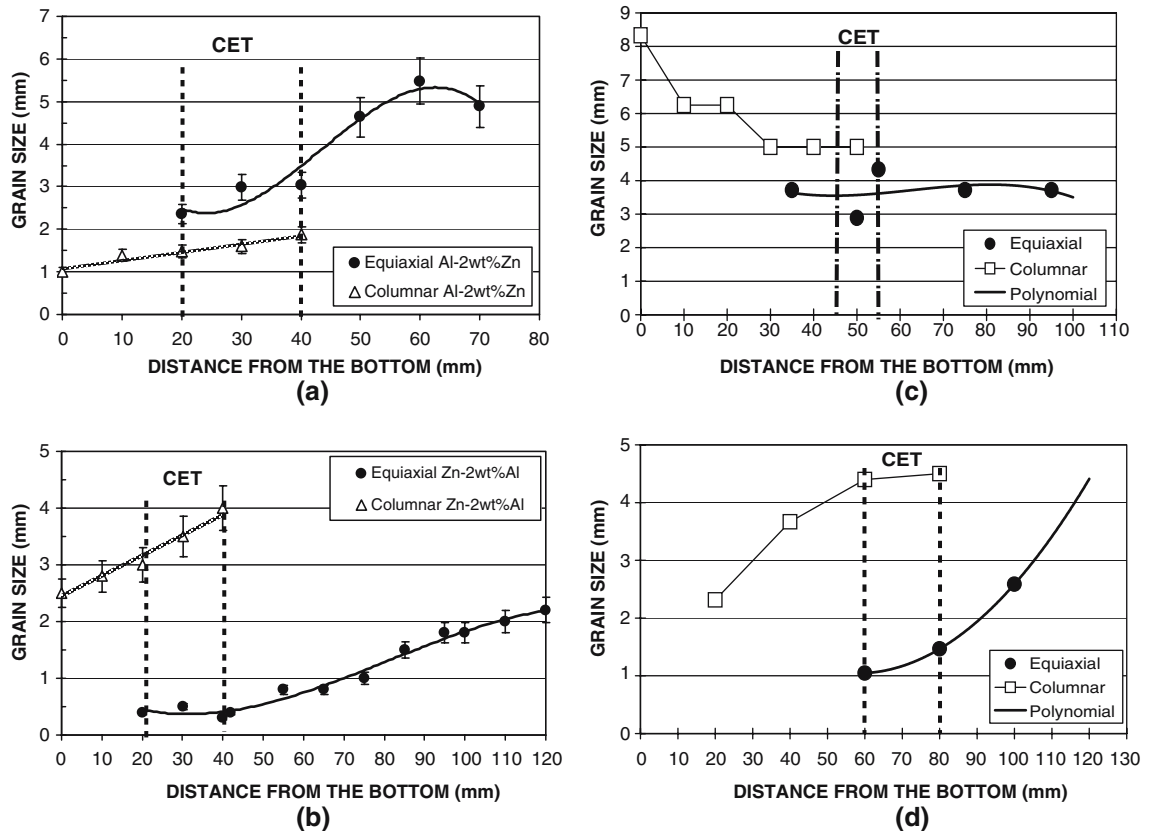 7
6
5
4
3
2
1
0
GRAIN SIZE (mm)
CET
Equiaxial Al-2wt%Zn
Columnar Al-2wt%Zn
0 10 20 30 40 50 60 70 80
DISTANCE FROM THE BOTTOM (mm)
(a)
5
4
3
2
1
0
GRAIN SIZE (mm)
CET
Equiaxial Zn-2wt%Al
Columnar Zn-2wt%Al
0 10 20 30 40 50 60 70 80 90 100 110 120
DISTANCE FROM THE BOTTOM (mm)
(b)
9
8
7
6
5
4
3
2
1
0
GRAIN SIZE (mm)
CET
Equiaxial
Columnar
Polynomial
0 10 20 30 40 50 60 70 80 90 100 110
DISTANCE FROM THE BOTTOM (mm)
(c)
5
4
3
2
1
0
GRAIN SIZE (mm)
CET
Equiaxial
Columnar
Polynomial
0 10 20 30 40 50 60 70 80 90 100 110 120 130
DISTANCE FROM THE BOTTOM (mm)
(d)